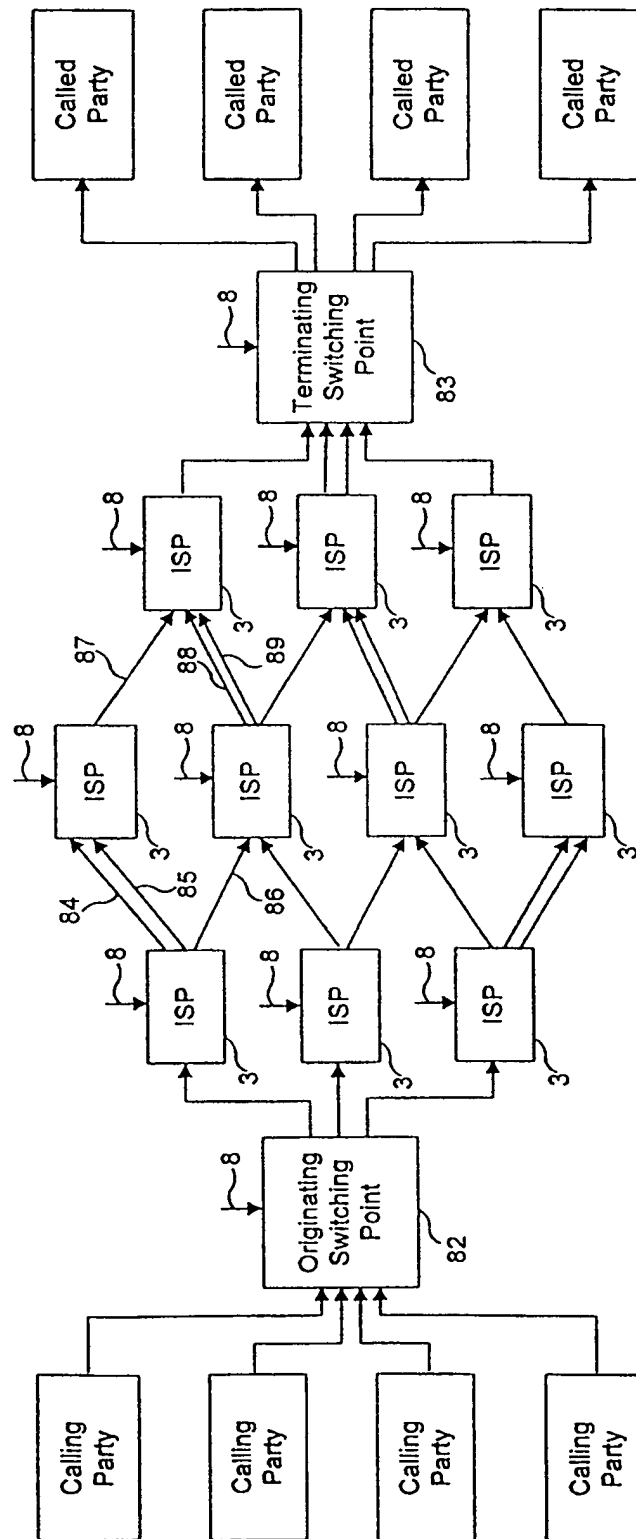 Calling
Party
Calling
Party
Calling
Party
Calling
Party
8
Originating
Switching
Point
82
8
ISP
3
8
ISP
3
8
ISP
3
84
85
86
8
ISP
3
8
ISP
3
8
ISP
3
8
ISP
3
87
88
89
8
ISP
3
8
ISP
3
8
ISP
3
8
Terminating
Switching
Point
83
Called
Party
Called
Party
Called
Party
Called
Party